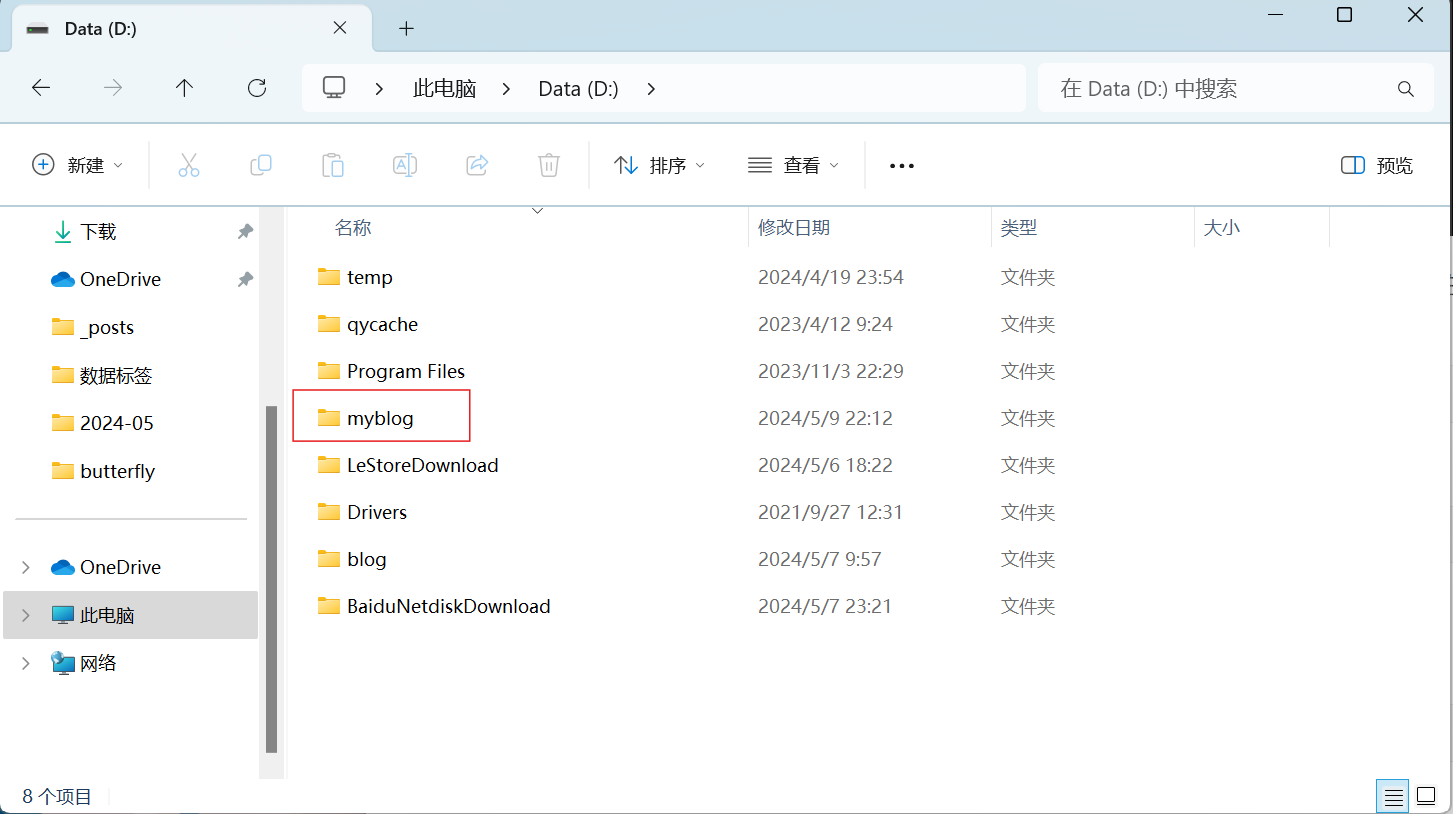 Data (D:)
此电脑 Data (D:)
在 Data (D:) 中搜索
新建 排序 查看 预览
下载
OneDrive
_posts
数据标签
2024-05
butterfly
OneDrive
此电脑
网络
名称 修改日期 类型 大小
temp 2024/4/19 23:54 文件夹
qycache 2023/4/12 9:24 文件夹
Program Files 2023/11/3 22:29 文件夹
myblog 2024/5/9 22:12 文件夹
LeStoreDownload 2024/5/6 18:22 文件夹
Drivers 2021/9/27 12:31 文件夹
blog 2024/5/7 9:57 文件夹
BaiduNetdiskDownload 2024/5/7 23:21 文件夹
8 个项目